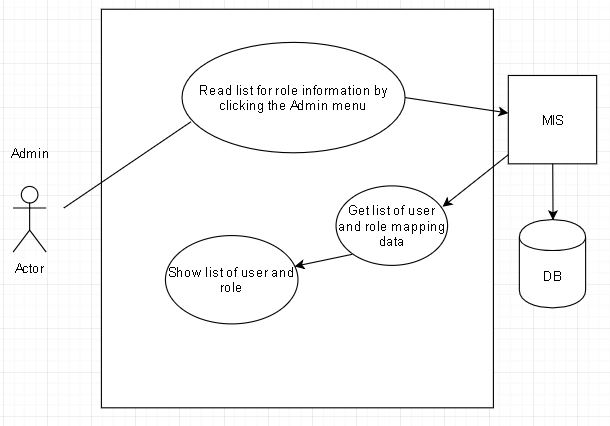 Read list for role information by
clicking the Admin menu
MIS
Admin
Get list of user
and role mapping
data
Show list of user and
role
Actor
DB